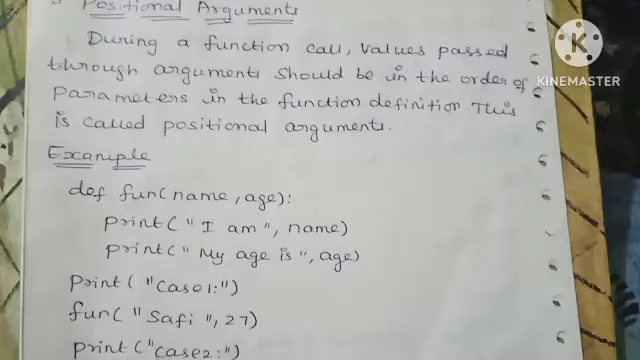 Positional Arguments
During a function call, values passed
through arguments should be in the order of
parameters in the function definition This
is called positional arguments.
Example
def fun(name, age):
print(" I am ", name)
print(" My age is ", age)
print( "Case1:")
fun( " Safi ", 27)
print ("Case2:")
KINEMASTER